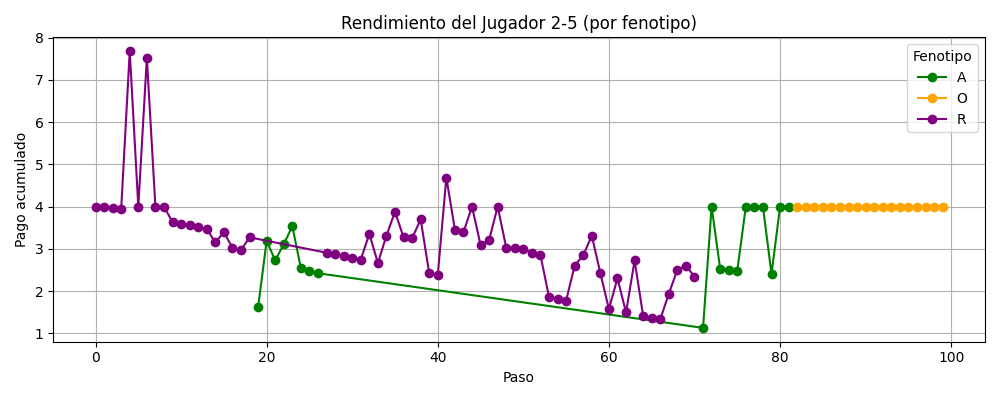 Rendimiento del Jugador 2-5 (por fenotipo)
Pago acumulado
8
7
6
5
4
3
2
1
0
20
40
60
80
100
Paso
Fenotipo
A
O
R